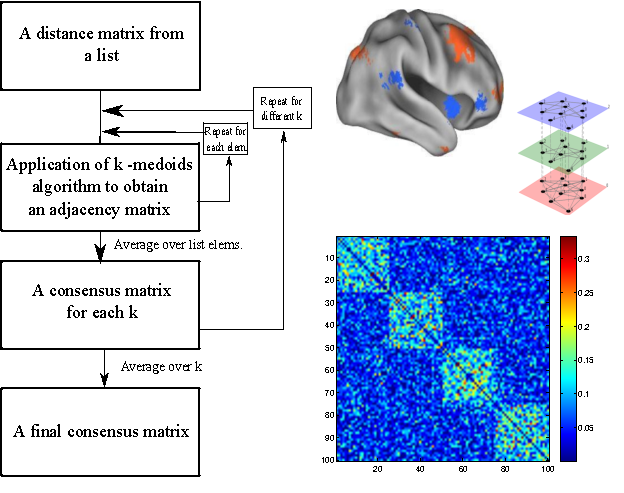 A distance matrix from
a list
Repeat for
different k
Repeat for
each elem.
Application of k -medoids
algorithm to obtain
an adjacency matrix
Average over list elems.
A consensus matrix
for each k
Average over k
A final consensus matrix
10
20
30
40
50
60
70
80
90
100
20
40
60
80
100
0.3
0.25
0.2
0.15
0.1
0.05